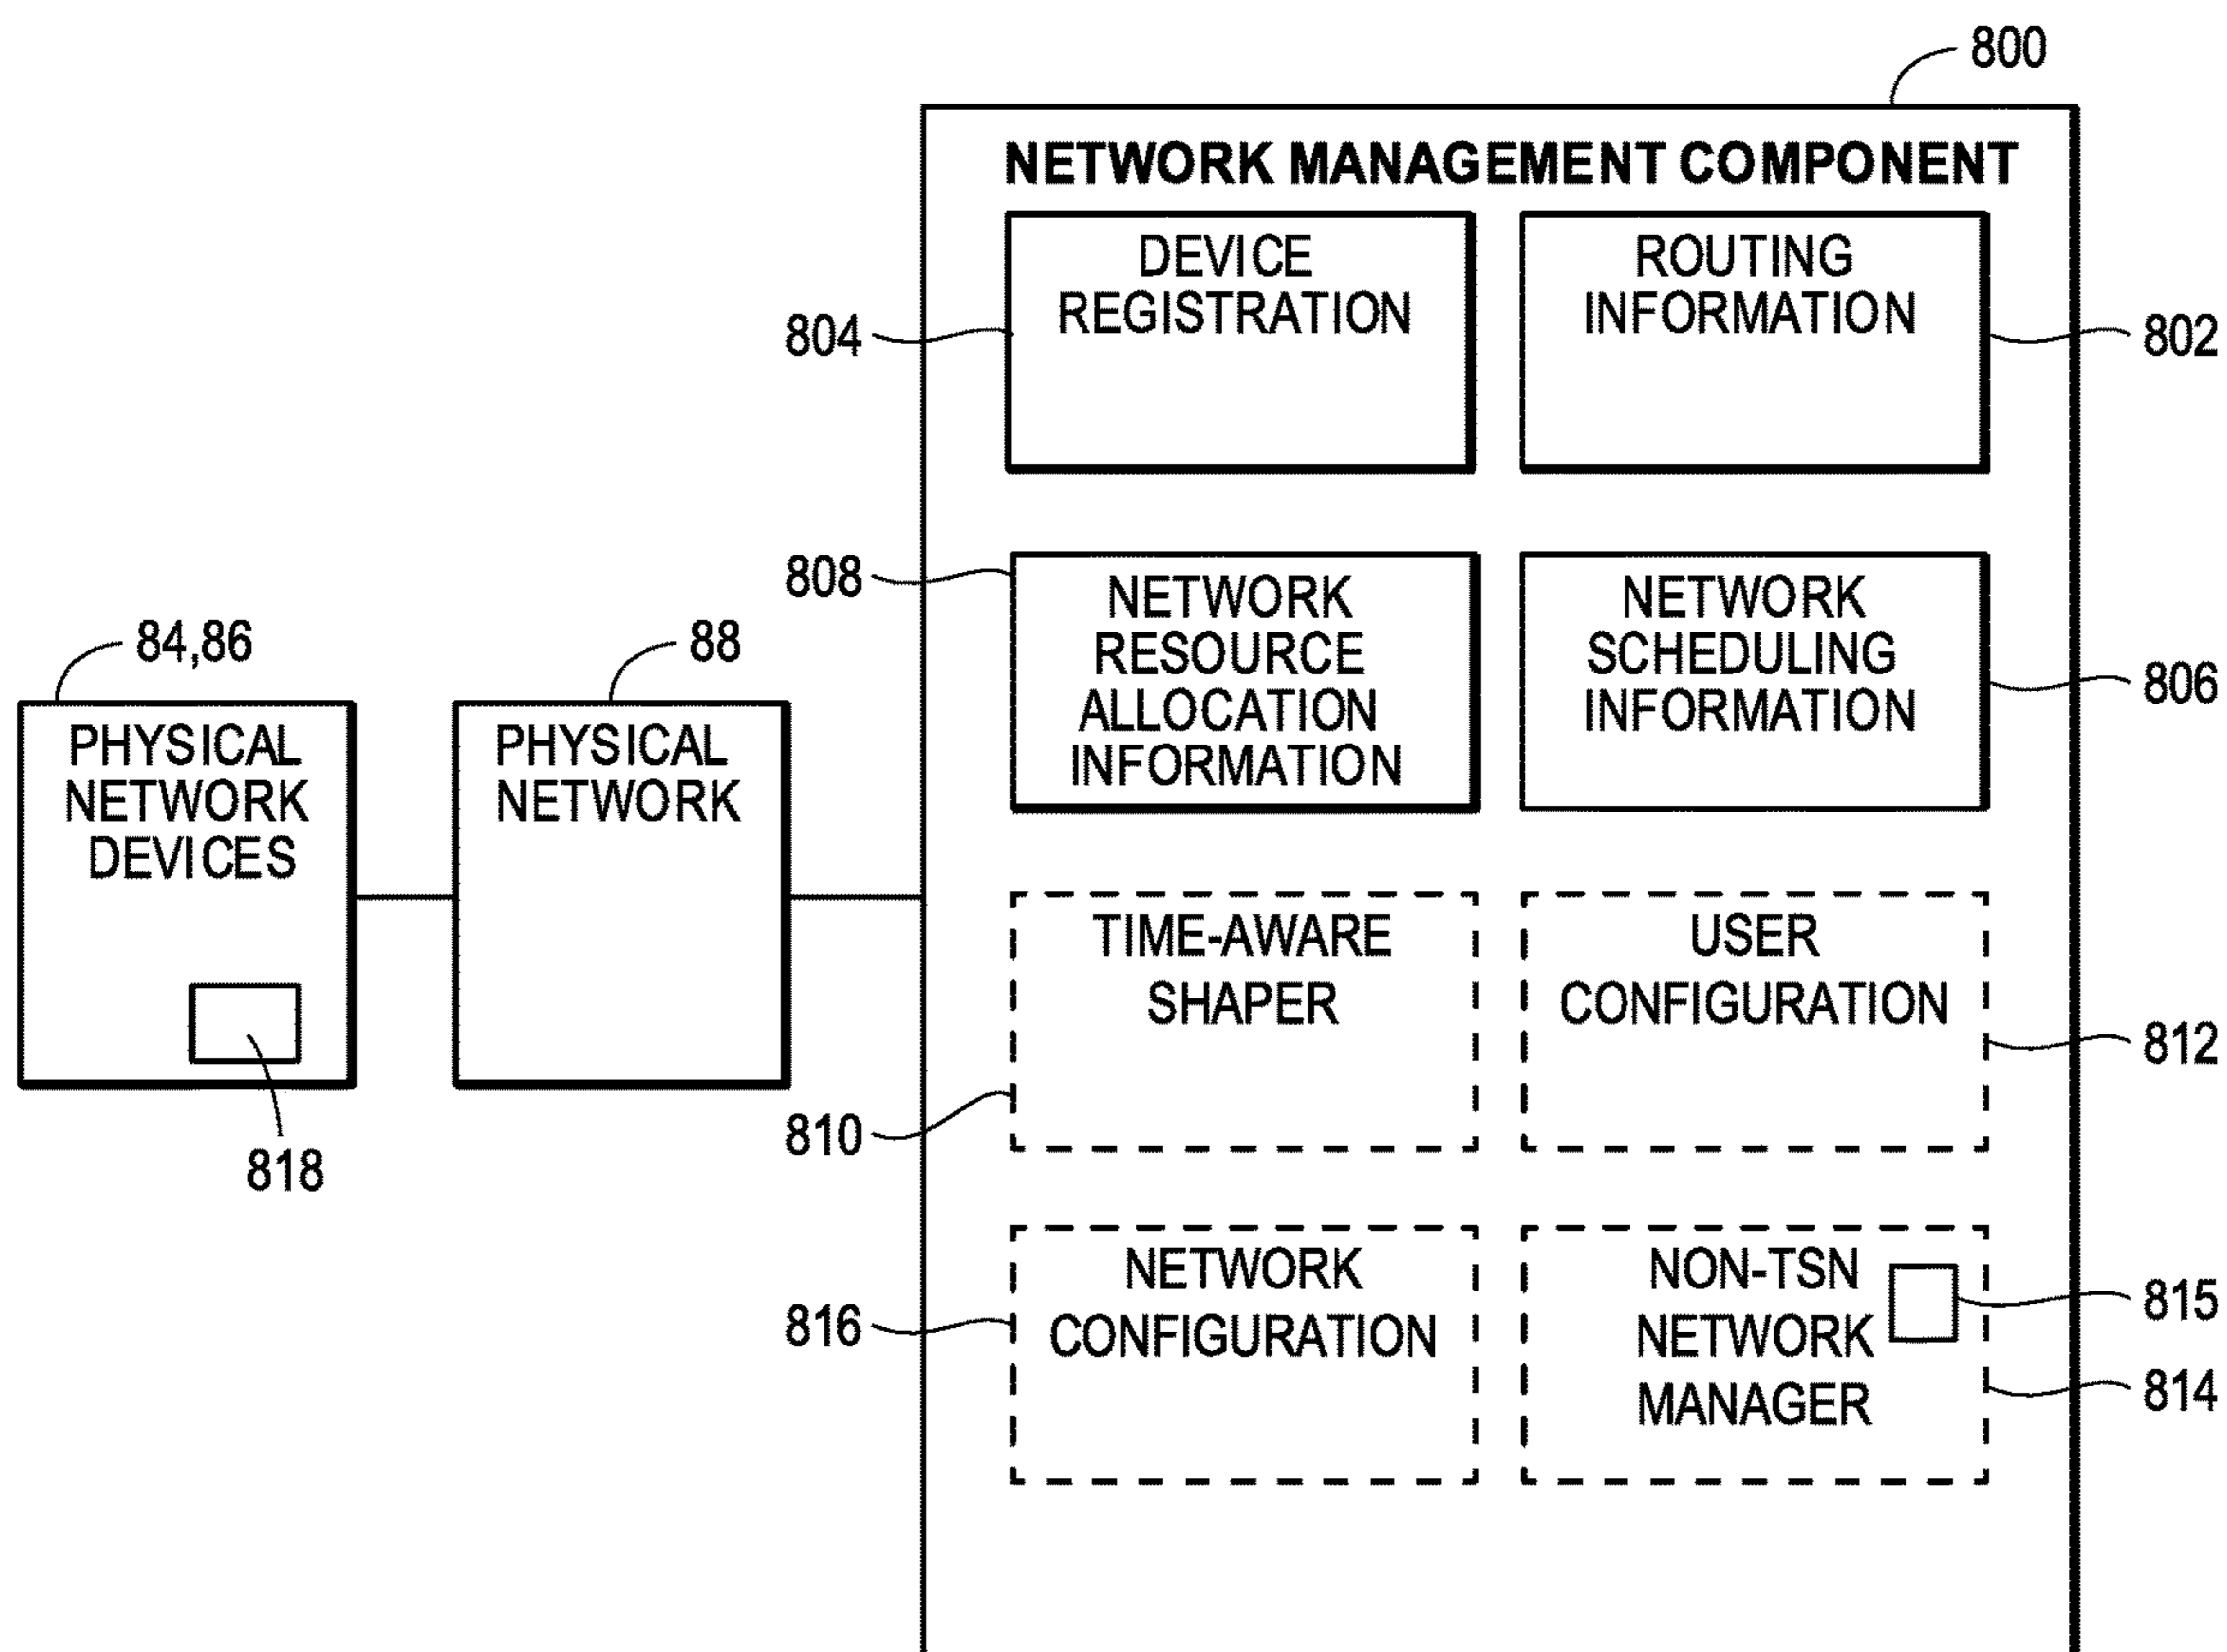 800
NETWORK MANAGEMENT COMPONENT
DEVICE
REGISTRATION
804
ROUTING
INFORMATION
802
808
NETWORK
RESOURCE
ALLOCATION
INFORMATION
NETWORK
SCHEDULING
INFORMATION
806
84,86
PHYSICAL
NETWORK
DEVICES
818
88
PHYSICAL
NETWORK
TIME-AWARE
SHAPER
810
USER
CONFIGURATION
812
NETWORK
CONFIGURATION
816
NON-TSN
NETWORK
MANAGER
815
814